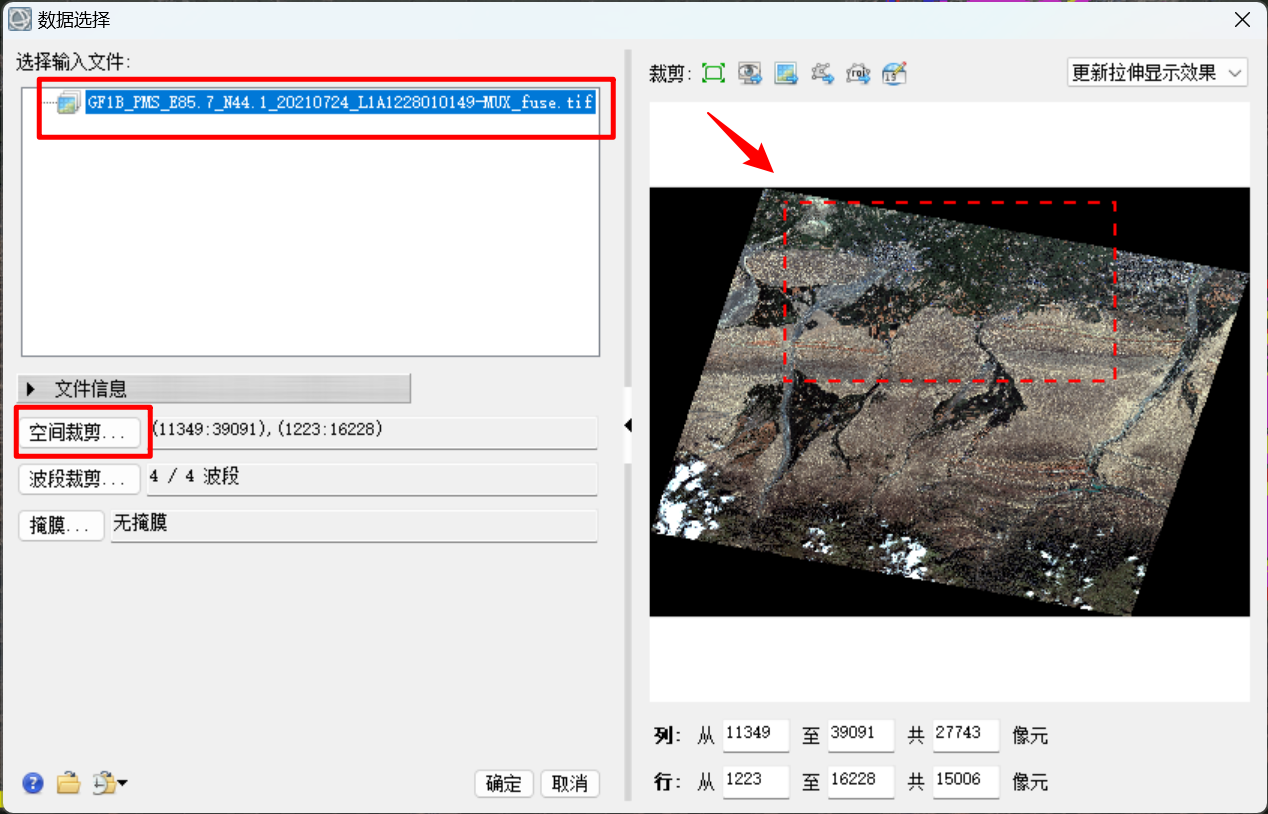 数据选择
选择输入文件:
GF1B_PMS_E85.7_N44.1_20210724_L1A1228010149-MUX_fuse.tif
文件信息
空间裁剪... (11349:39091),(1223:16228)
波段裁剪... 4 / 4 波段
掩膜... 无掩膜
确定 取消
裁剪: roi 19 更新拉伸显示效果
列: 从 11349 至 39091 共 27743 像元
行: 从 1223 至 16228 共 15006 像元